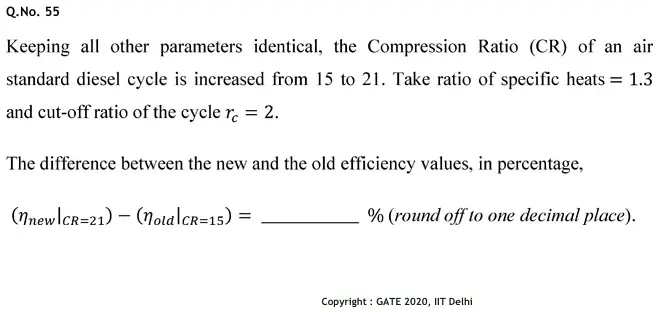 Q.No. 55
Keeping all other parameters identical, the Compression Ratio (CR) of an air
standard diesel cycle is increased from 15 to 21. Take ratio of specific heats = 1.3
and cut-off ratio of the cycle r_c = 2.
The difference between the new and the old efficiency values, in percentage,
(η_new|_CR=21) − (η_old|_CR=15) = __________ % (round off to one decimal place).
Copyright : GATE 2020, IIT Delhi